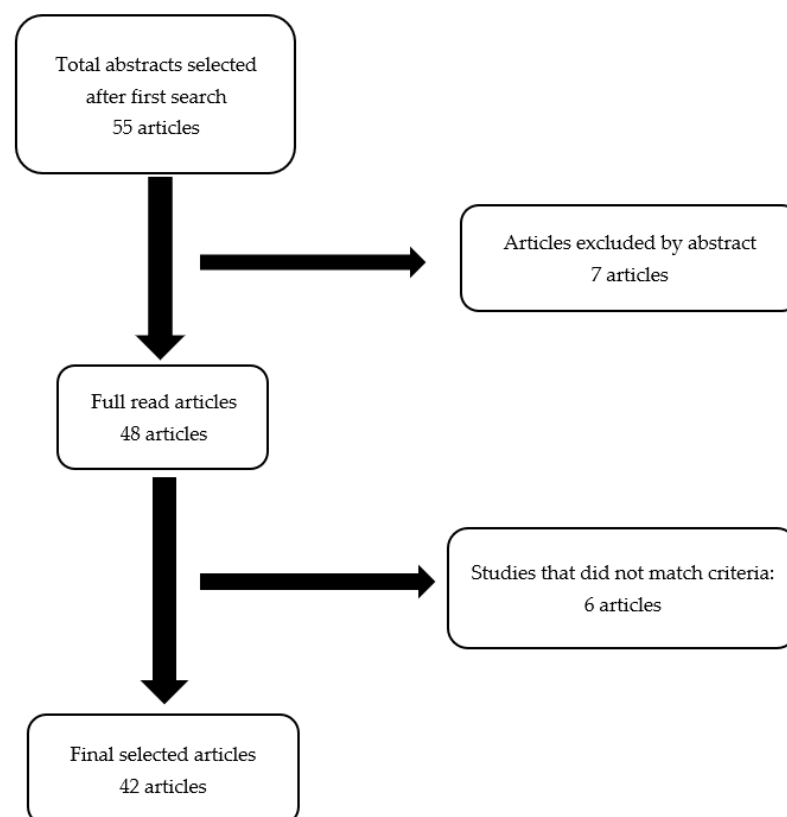 Total abstracts selected
after first search
55 articles
Articles excluded by abstract
7 articles
Full read articles
48 articles
Studies that did not match criteria:
6 articles
Final selected articles
42 articles